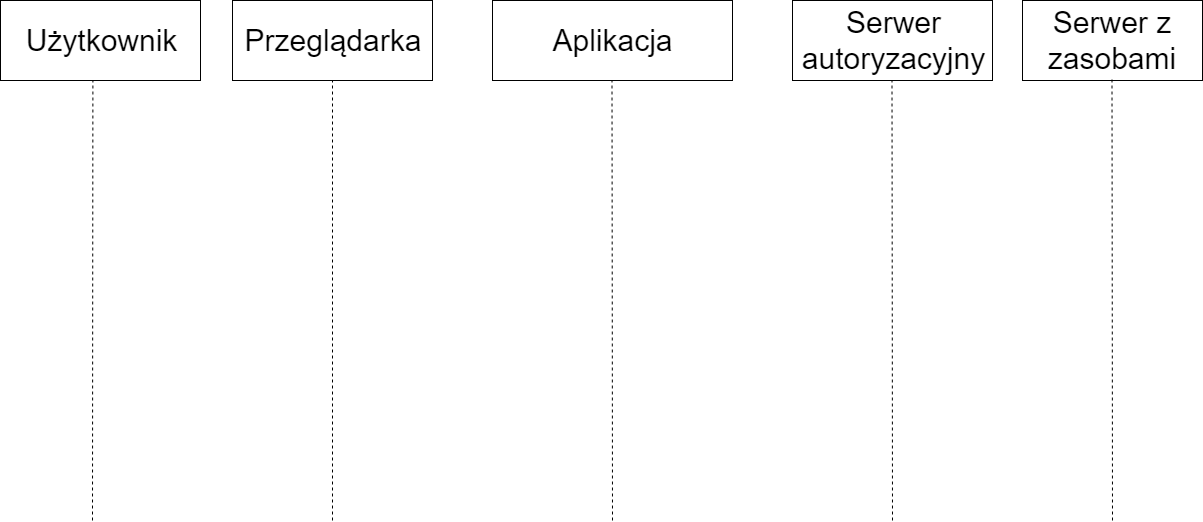 Użytkownik
Przeglądarka
Aplikacja
Serwer
autoryzacyjny
Serwer z
zasobami